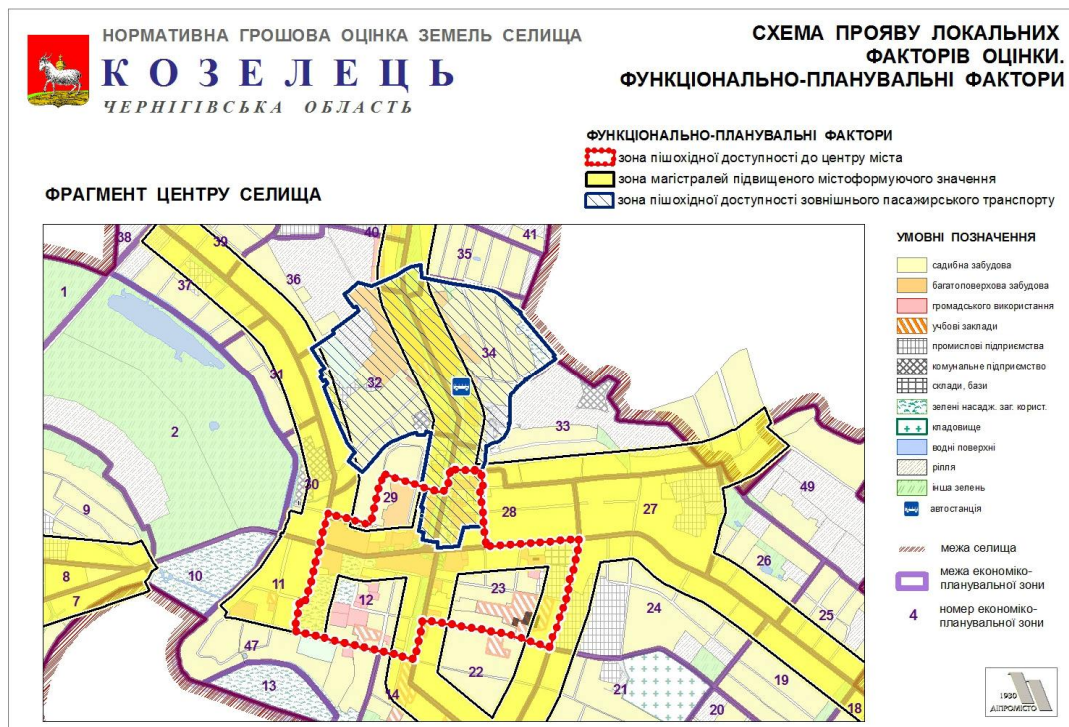 НОРМАТИВНА ГРОШОВА ОЦІНКА ЗЕМЕЛЬ СЕЛИЩА
КОЗЕЛЕЦЬ
ЧЕРНІГІВСЬКА ОБЛАСТЬ
СХЕМА ПРОЯВУ ЛОКАЛЬНИХ
ФАКТОРІВ ОЦІНКИ.
ФУНКЦІОНАЛЬНО-ПЛАНУВАЛЬНІ ФАКТОРИ
ФУНКЦІОНАЛЬНО-ПЛАНУВАЛЬНІ ФАКТОРИ
зона пішохідної доступності до центру міста
зона магістралей підвищеного містоформуючого значення
зона пішохідної доступності зовнішнього пасажирського транспорту
ФРАГМЕНТ ЦЕНТРУ СЕЛИЩА
38
39
40
41
35
36
37
1
34
31
32
2
33
30
29
28
27
49
9
8
7
10
11
12
23
26
24
25
47
22
13
14
21
19
20
18
УМОВНІ ПОЗНАЧЕННЯ
садибна забудова
багатоповерхова забудова
громадського використання
учбові заклади
промислові підприємства
комунальне підприємство
склади, бази
зелені насадж. заг. корист.
кладовище
водні поверхні
рілля
інша зелень
автостанція
межа селища
межа економіко-
планувальної зони
4
номер економіко-
планувальної зони
1930
ДІПРОМІСТО